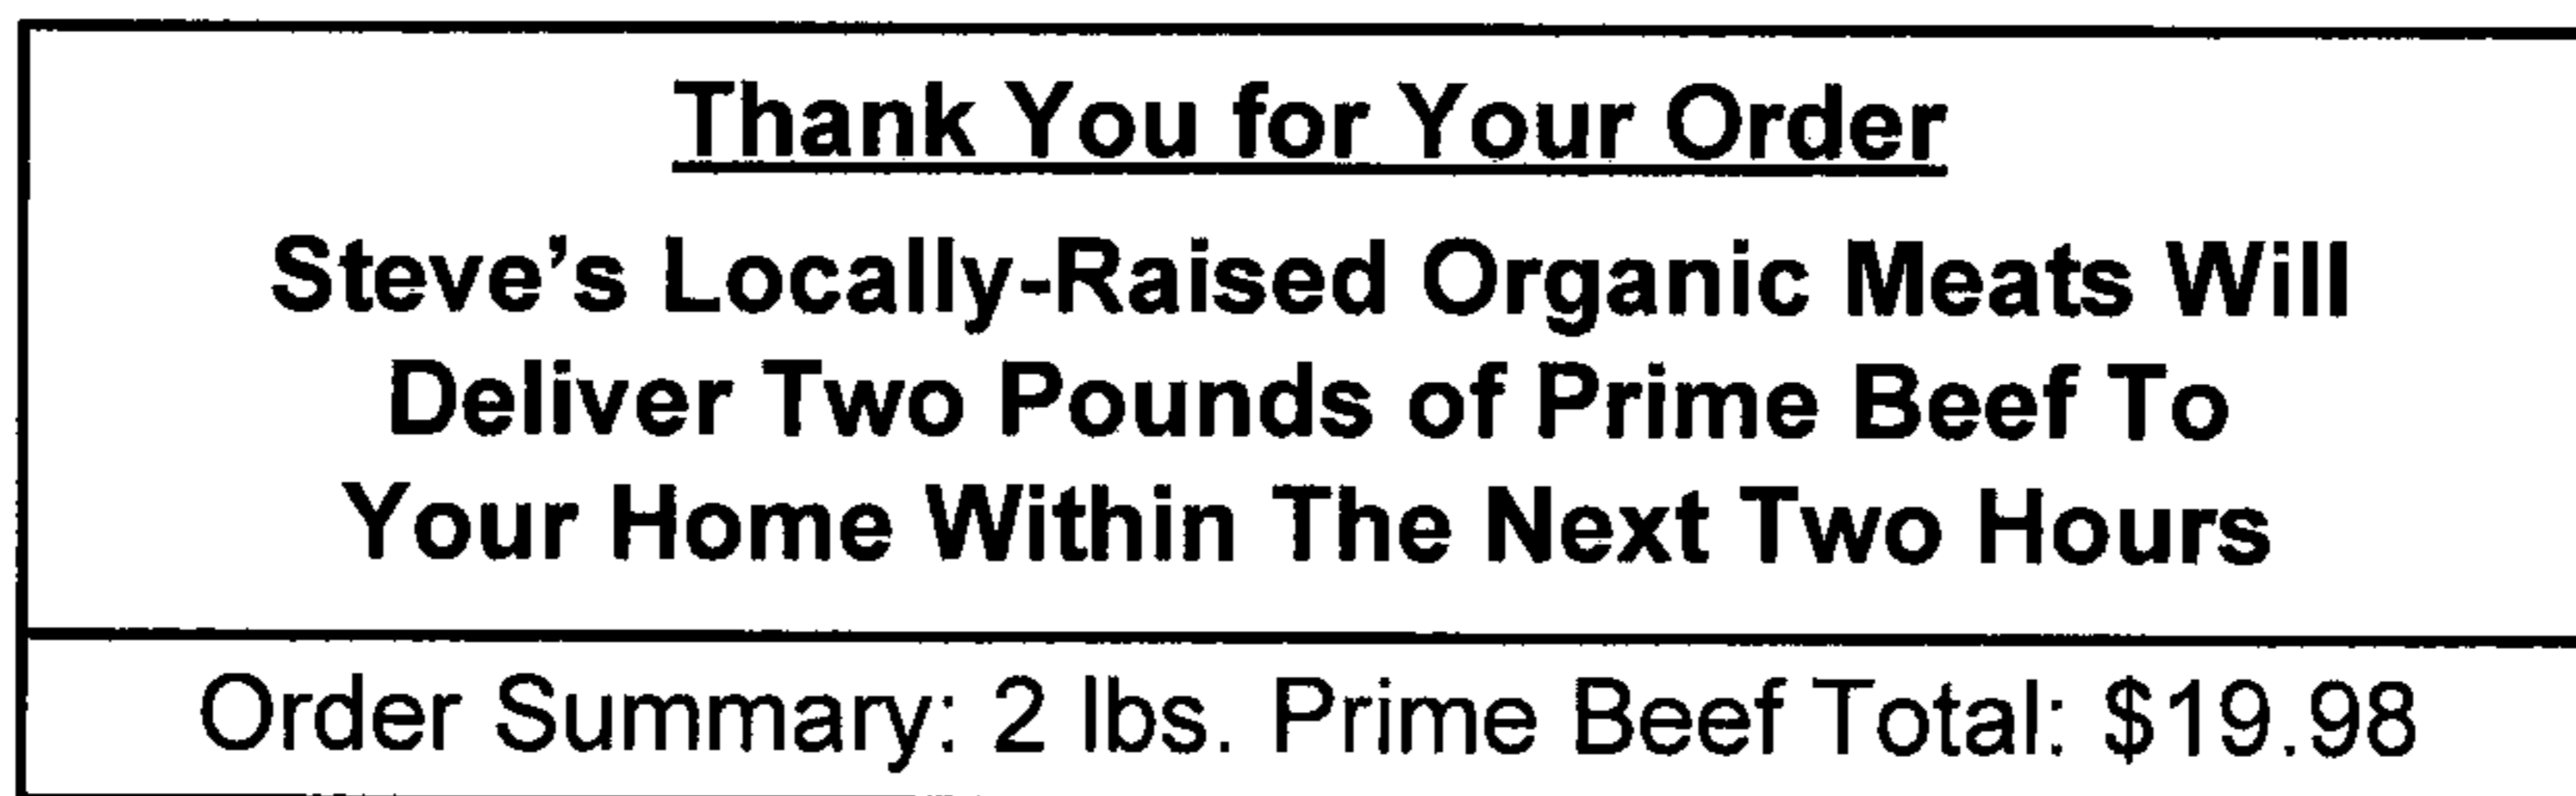 Thank You for Your Order
Steve's Locally-Raised Organic Meats Will
Deliver Two Pounds of Prime Beef To
Your Home Within The Next Two Hours
Order Summary: 2 lbs. Prime Beef Total: $19.98